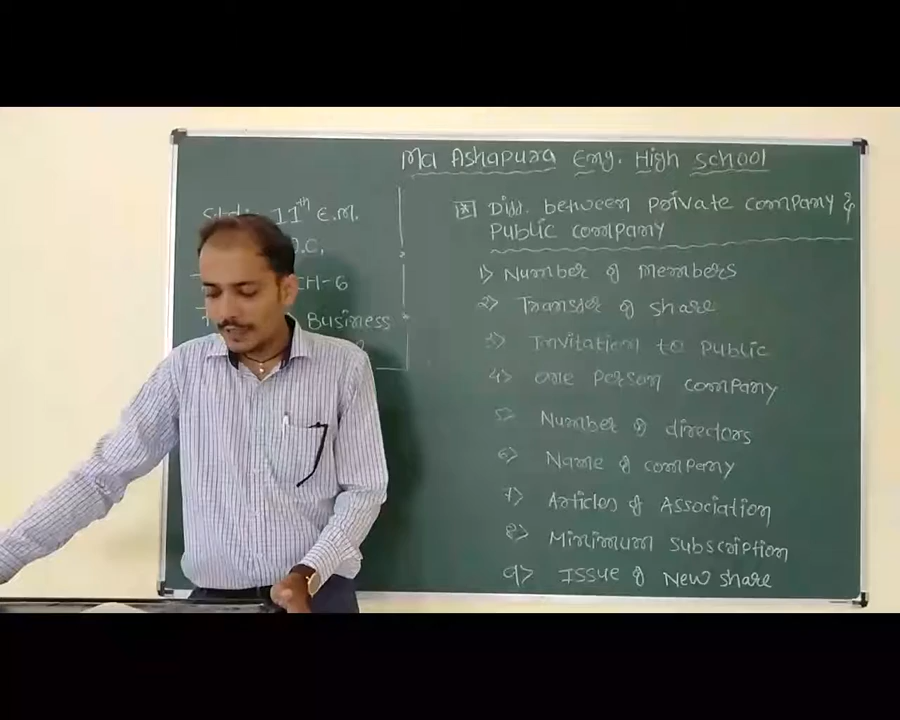 Ma Ashapura Eng. High School
Std: 11th E.M.
O.C.
CH-6
Business
Diff. between private company &
public company
1> Number of Members
2> Transfer of share
3> Invitation to public
4> one person company
5> Number of directors
6> Name of company
7> Articles of Association
8> Minimum subscription
9> Issue of New share